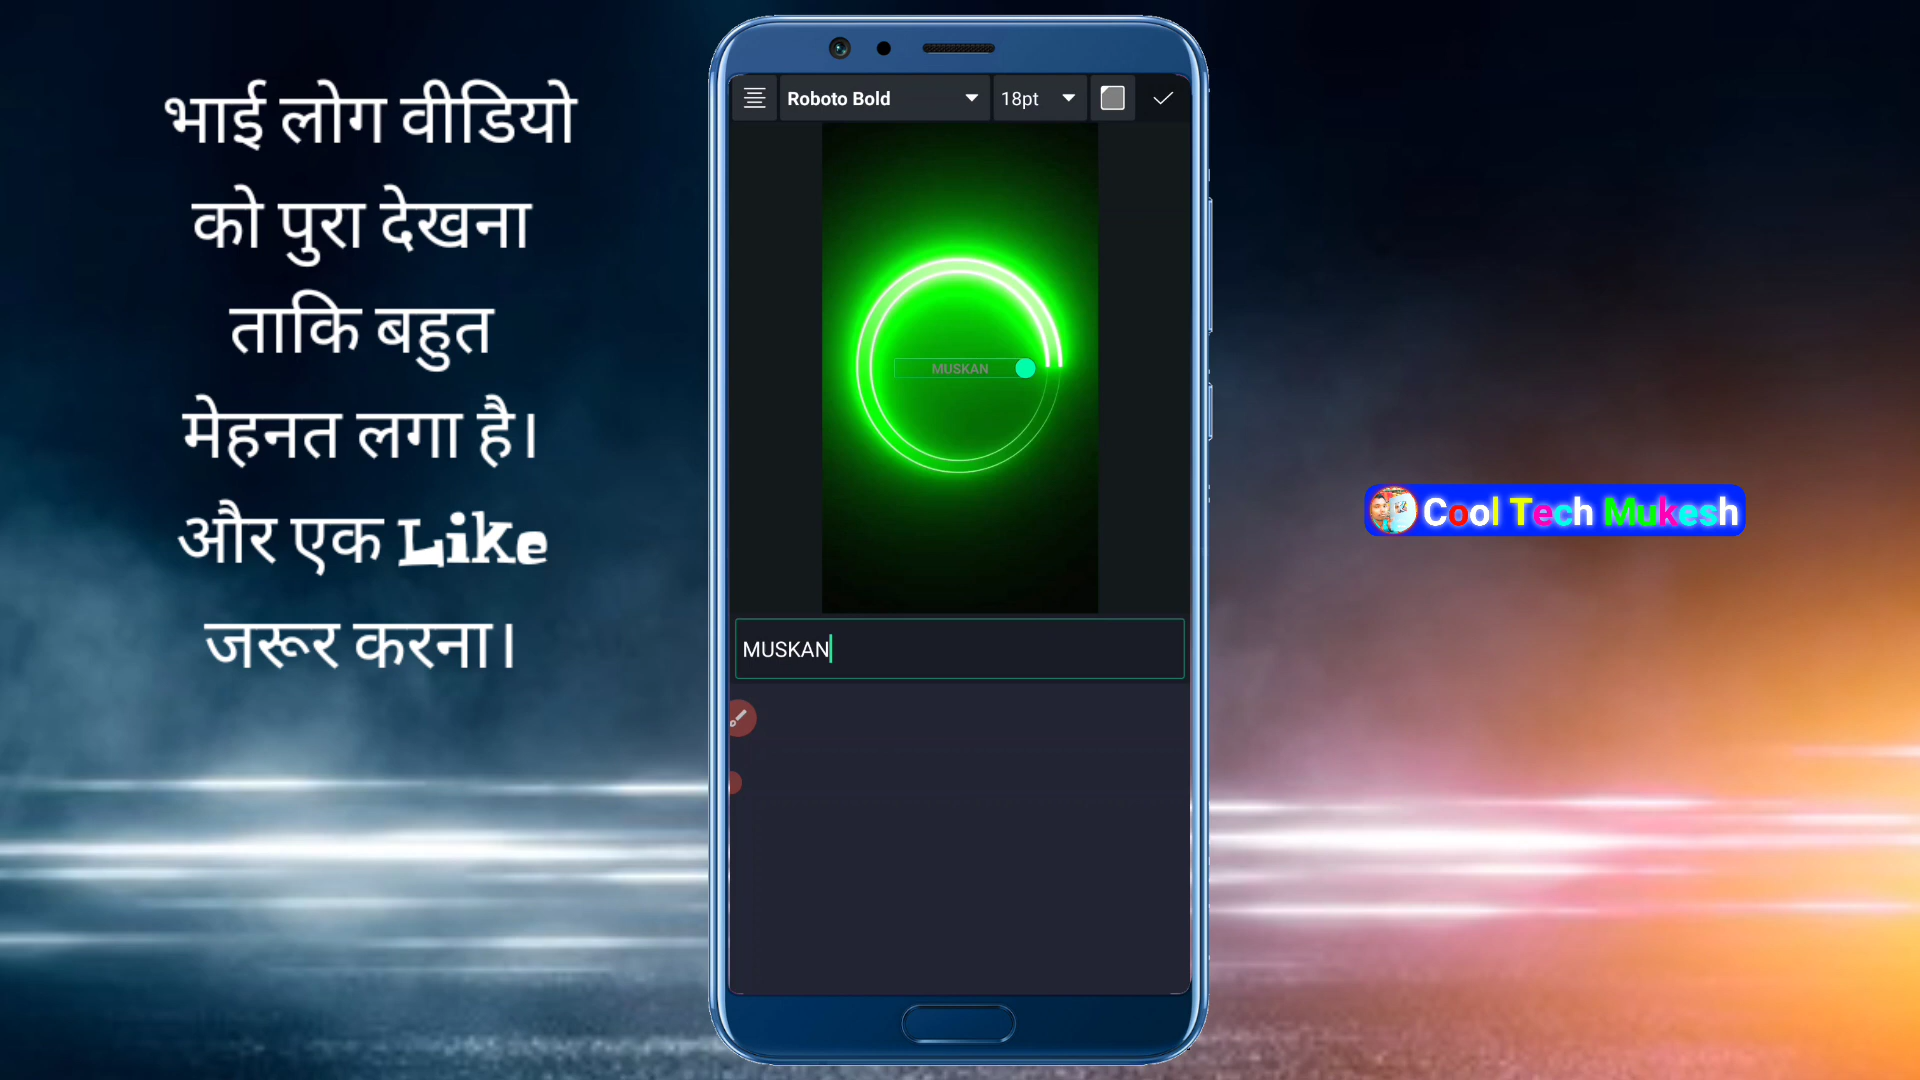 भाई लोग वीडियो
को पुरा देखना
ताकि बहुत
मेहनत लगा है।
और एक Like
जरूर करना।
Roboto Bold
18pt
MUSKAN
MUSKAN
Cool Tech Mukesh